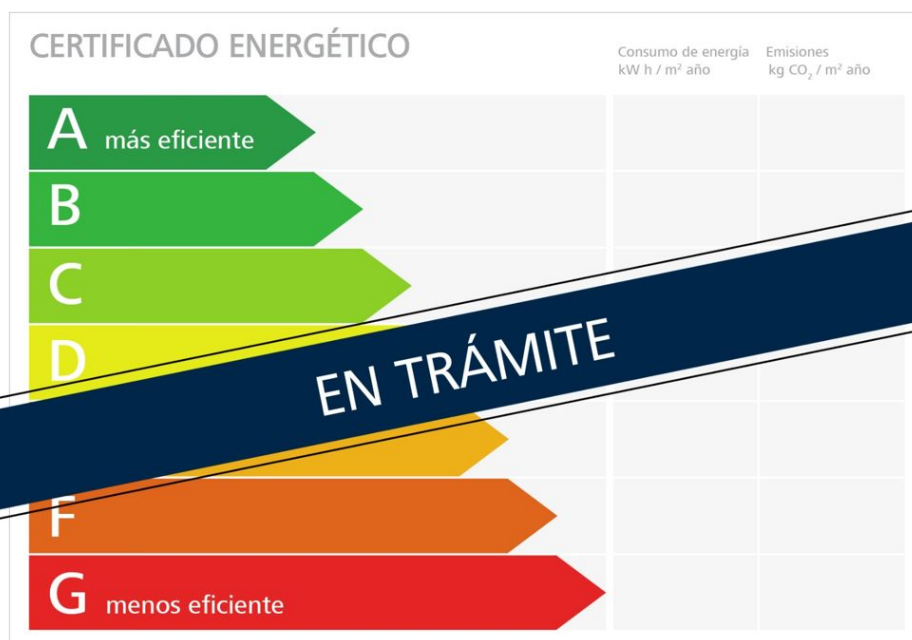 CERTIFICADO ENERGÉTICO
Consumo de energía
kW h / m² año
Emisiones
kg CO₂ / m² año
A más eficiente
B
C
D
EN TRÁMITE
F
G menos eficiente